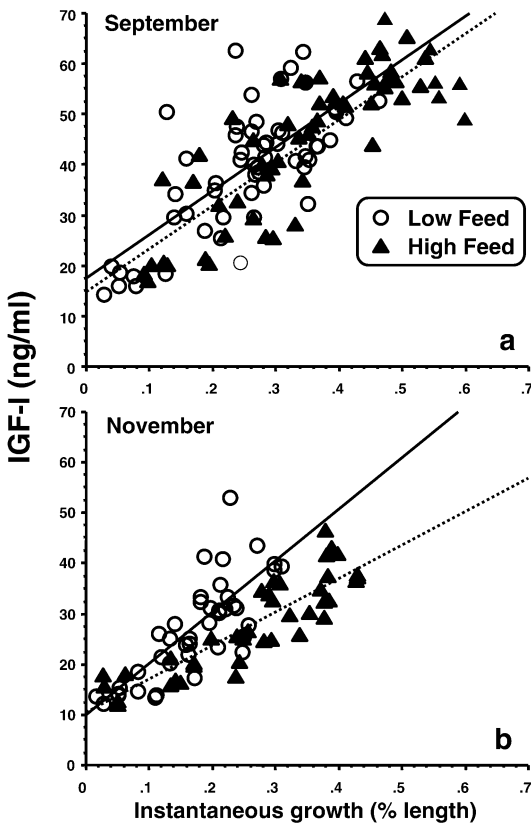 September
70
60
50
40
30
20
10
0
Low Feed
High Feed
a
0 .1 .2 .3 .4 .5 .6 .7
IGF-I (ng/ml)
November
70
60
50
40
30
20
10
0
b
0 .1 .2 .3 .4 .5 .6 .7
Instantaneous growth (% length)